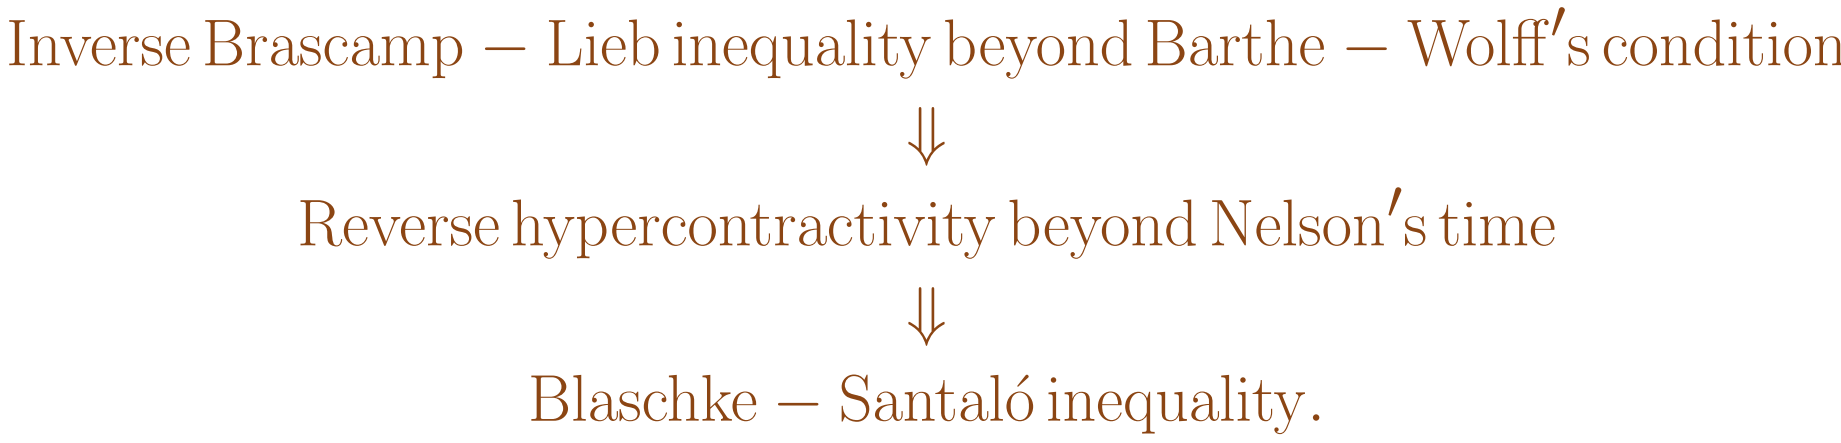 Inverse Brascamp − Lieb inequality beyond Barthe − Wolff′s condition
⇓
Reverse hypercontractivity beyond Nelson′s time
⇓
Blaschke − Santaló inequality.